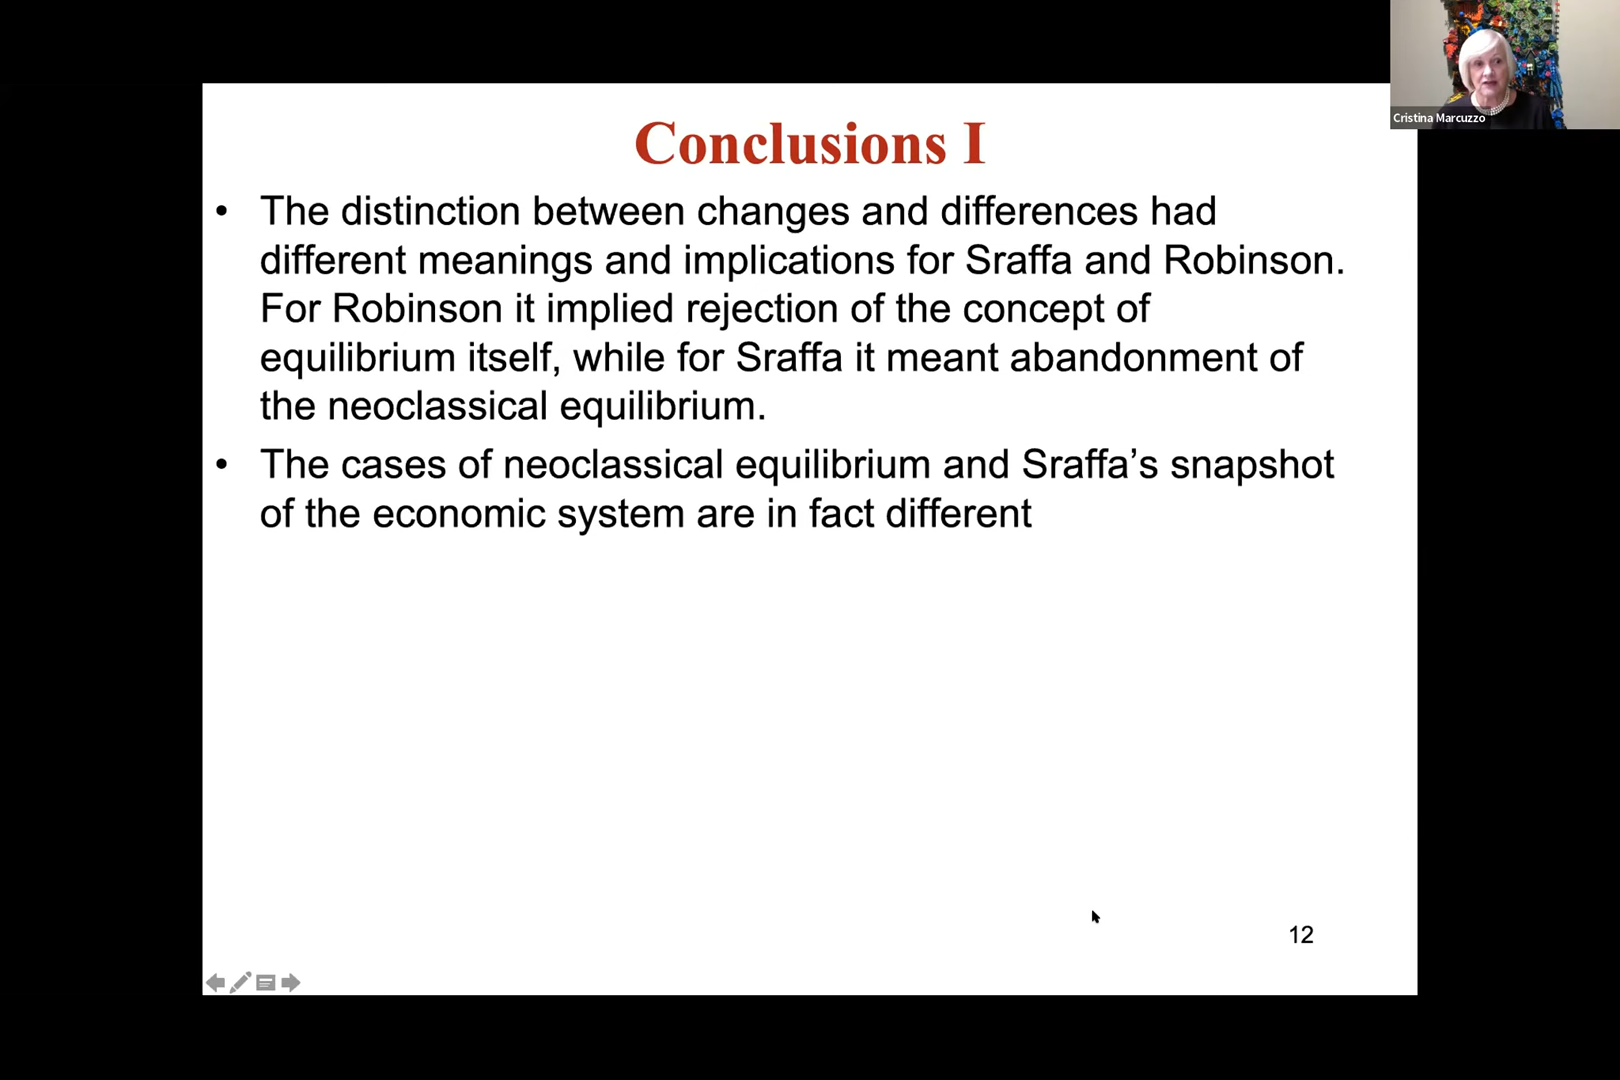 Cristina Marcuzzo
Conclusions I
• The distinction between changes and differences had
different meanings and implications for Sraffa and Robinson.
For Robinson it implied rejection of the concept of
equilibrium itself, while for Sraffa it meant abandonment of
the neoclassical equilibrium.
• The cases of neoclassical equilibrium and Sraffa’s snapshot
of the economic system are in fact different
12